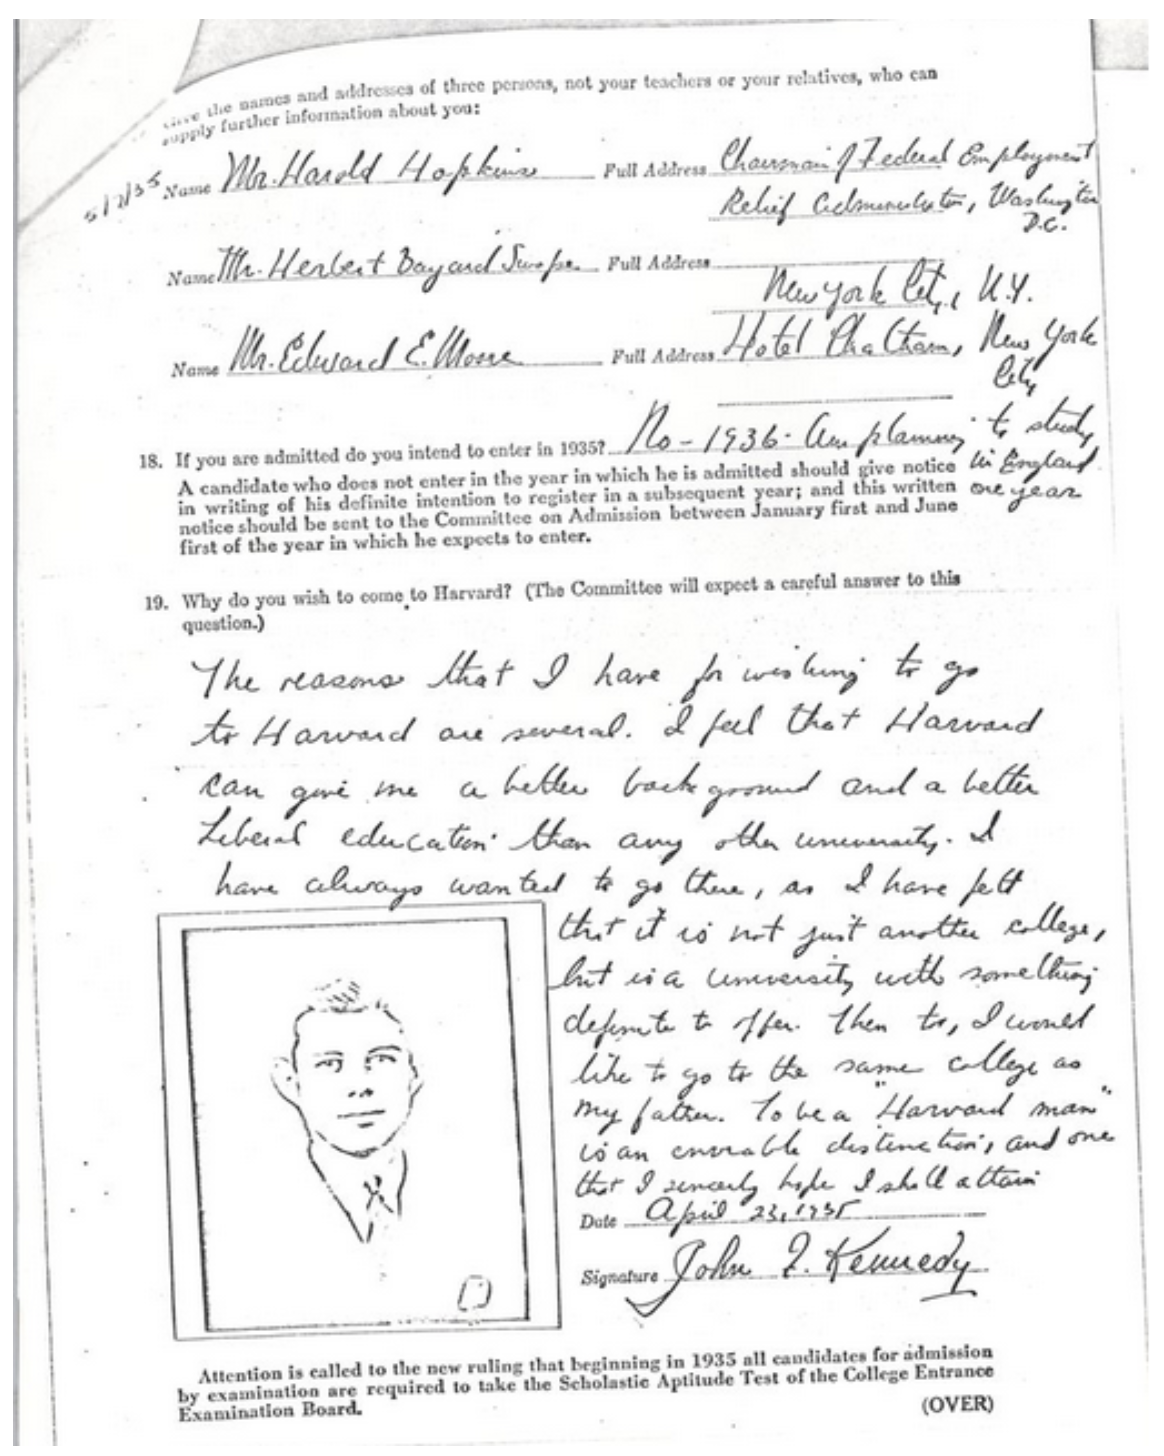 Give the names and addresses of three persons, not your teachers or your relatives, who can
supply further information about you:
5/2/35
Name Mr. Harold Hopkins Full Address Chairman of Federal Employment
Relief Administration, Washington
D.C.
Name Mr. Herbert Bayard Swope Full Address
New York City, N.Y.
Name Mr. Edward E. Moore Full Address Hotel Chatham, New York
City
18. If you are admitted do you intend to enter in 1935? No - 1936 - Am planning to study
in England
one year
A candidate who does not enter in the year in which he is admitted should give notice
in writing of his definite intention to register in a subsequent year; and this written
notice should be sent to the Committee on Admission between January first and June
first of the year in which he expects to enter.
19. Why do you wish to come to Harvard? (The Committee will expect a careful answer to this
question.)
The reasons that I have for wishing to go
to Harvard are several. I feel that Harvard
can give me a better background and a better
liberal education than any other university. I
have always wanted to go there, as I have felt
that it is not just another college,
but is a university with something
definite to offer. Then to, I would
like to go to the same college as
my father. To be a "Harvard man"
is an enviable distinction, and one
that I sincerely hope I shall attain
Date April 23, 1935
Signature John F. Kennedy
Attention is called to the new ruling that beginning in 1935 all candidates for admission
by examination are required to take the Scholastic Aptitude Test of the College Entrance
Examination Board.
(OVER)